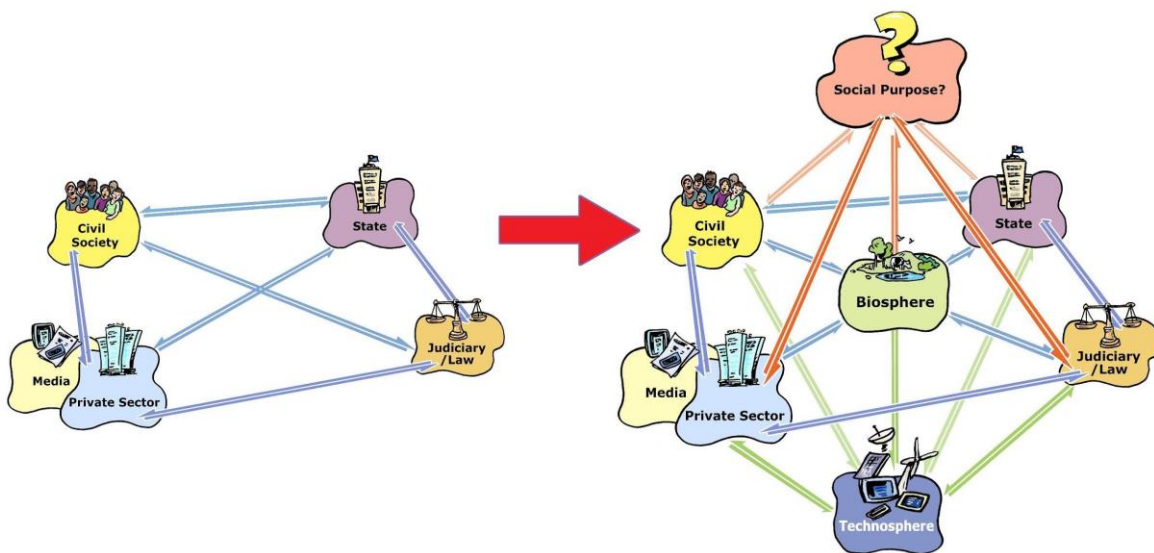 Civil
Society
State
Media
Private Sector
Judiciary
/Law
?
Social Purpose?
Civil
Society
State
Biosphere
Media
Private Sector
Judiciary
/Law
Technosphere